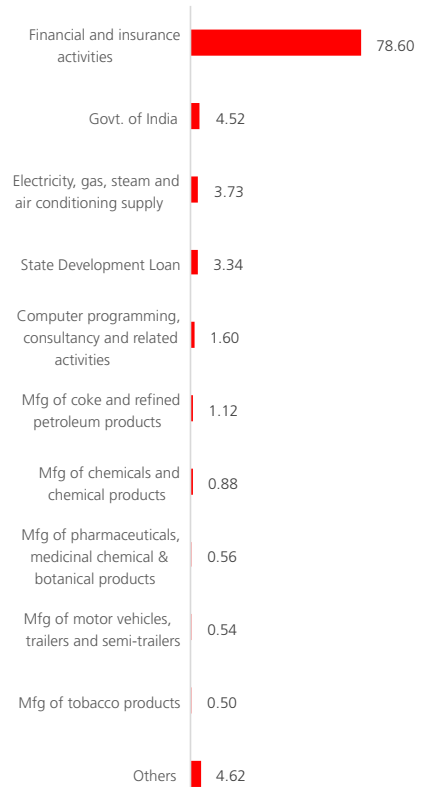 Financial and insurance
activities
78.60
Govt. of India
4.52
Electricity, gas, steam and
air conditioning supply
3.73
State Development Loan
3.34
Computer programming,
consultancy and related
activities
1.60
Mfg of coke and refined
petroleum products
1.12
Mfg of chemicals and
chemical products
0.88
Mfg of pharmaceuticals,
medicinal chemical &
botanical products
0.56
Mfg of motor vehicles,
trailers and semi-trailers
0.54
Mfg of tobacco products
0.50
Others
4.62